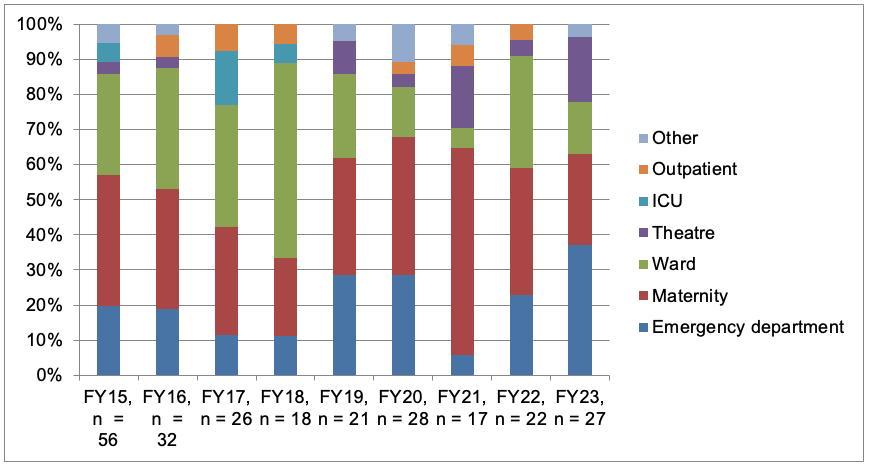 100%
90%
80%
70%
60%
50%
40%
30%
20%
10%
0%
FY15, n = 56
FY16, n = 32
FY17, n = 26
FY18, n = 18
FY19, n = 21
FY20, n = 28
FY21, n = 17
FY22, n = 22
FY23, n = 27
Other
Outpatient
ICU
Theatre
Ward
Maternity
Emergency department